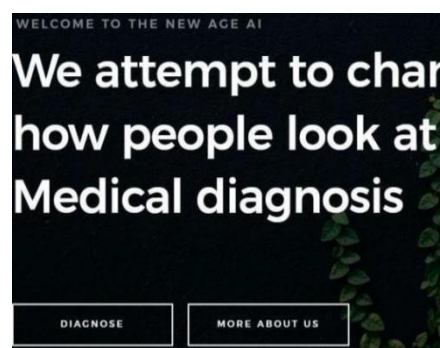 WELCOME TO THE NEW AGE AI
We attempt to
how people look at
Medical diagnosis
DIAGNOSE
MORE ABOUT US